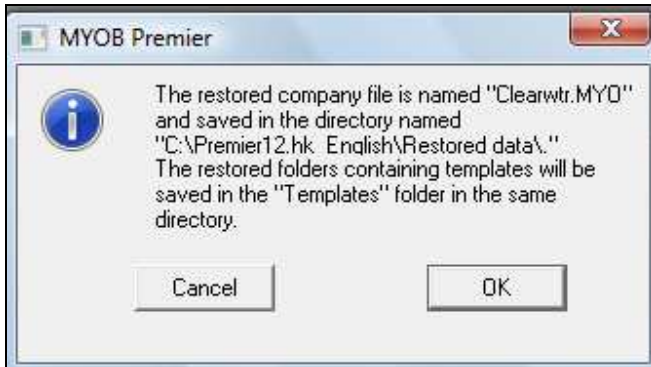 MYOB Premier
The restored company file is named "Clearwtr.MYO"
and saved in the directory named
"C:\Premier12.hk_English\Restored data\."
The restored folders containing templates will be
saved in the "Templates" folder in the same
directory.
Cancel
OK